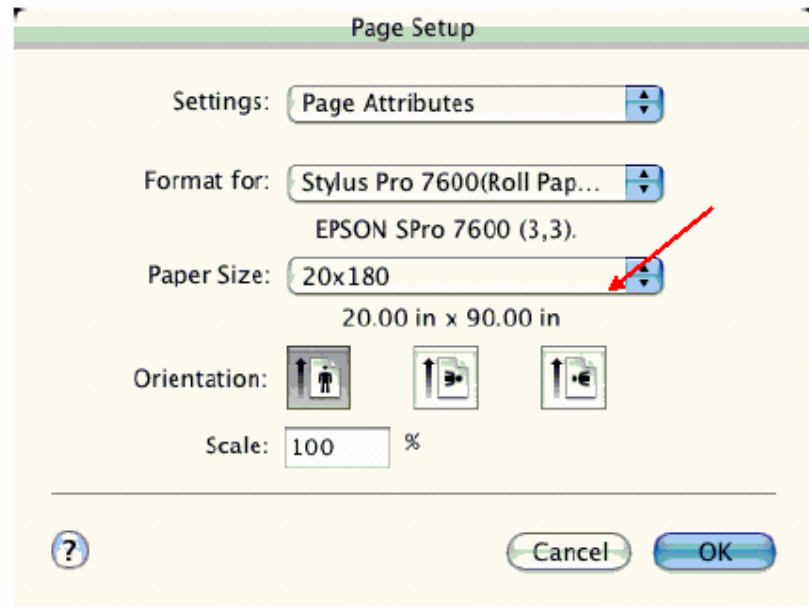 Page Setup
Settings: Page Attributes
Format for: Stylus Pro 7600(Roll Pap...
EPSON SPro 7600 (3,3).
Paper Size: 20x180
20.00 in x 90.00 in
Orientation:
Scale: 100 %
? Cancel OK